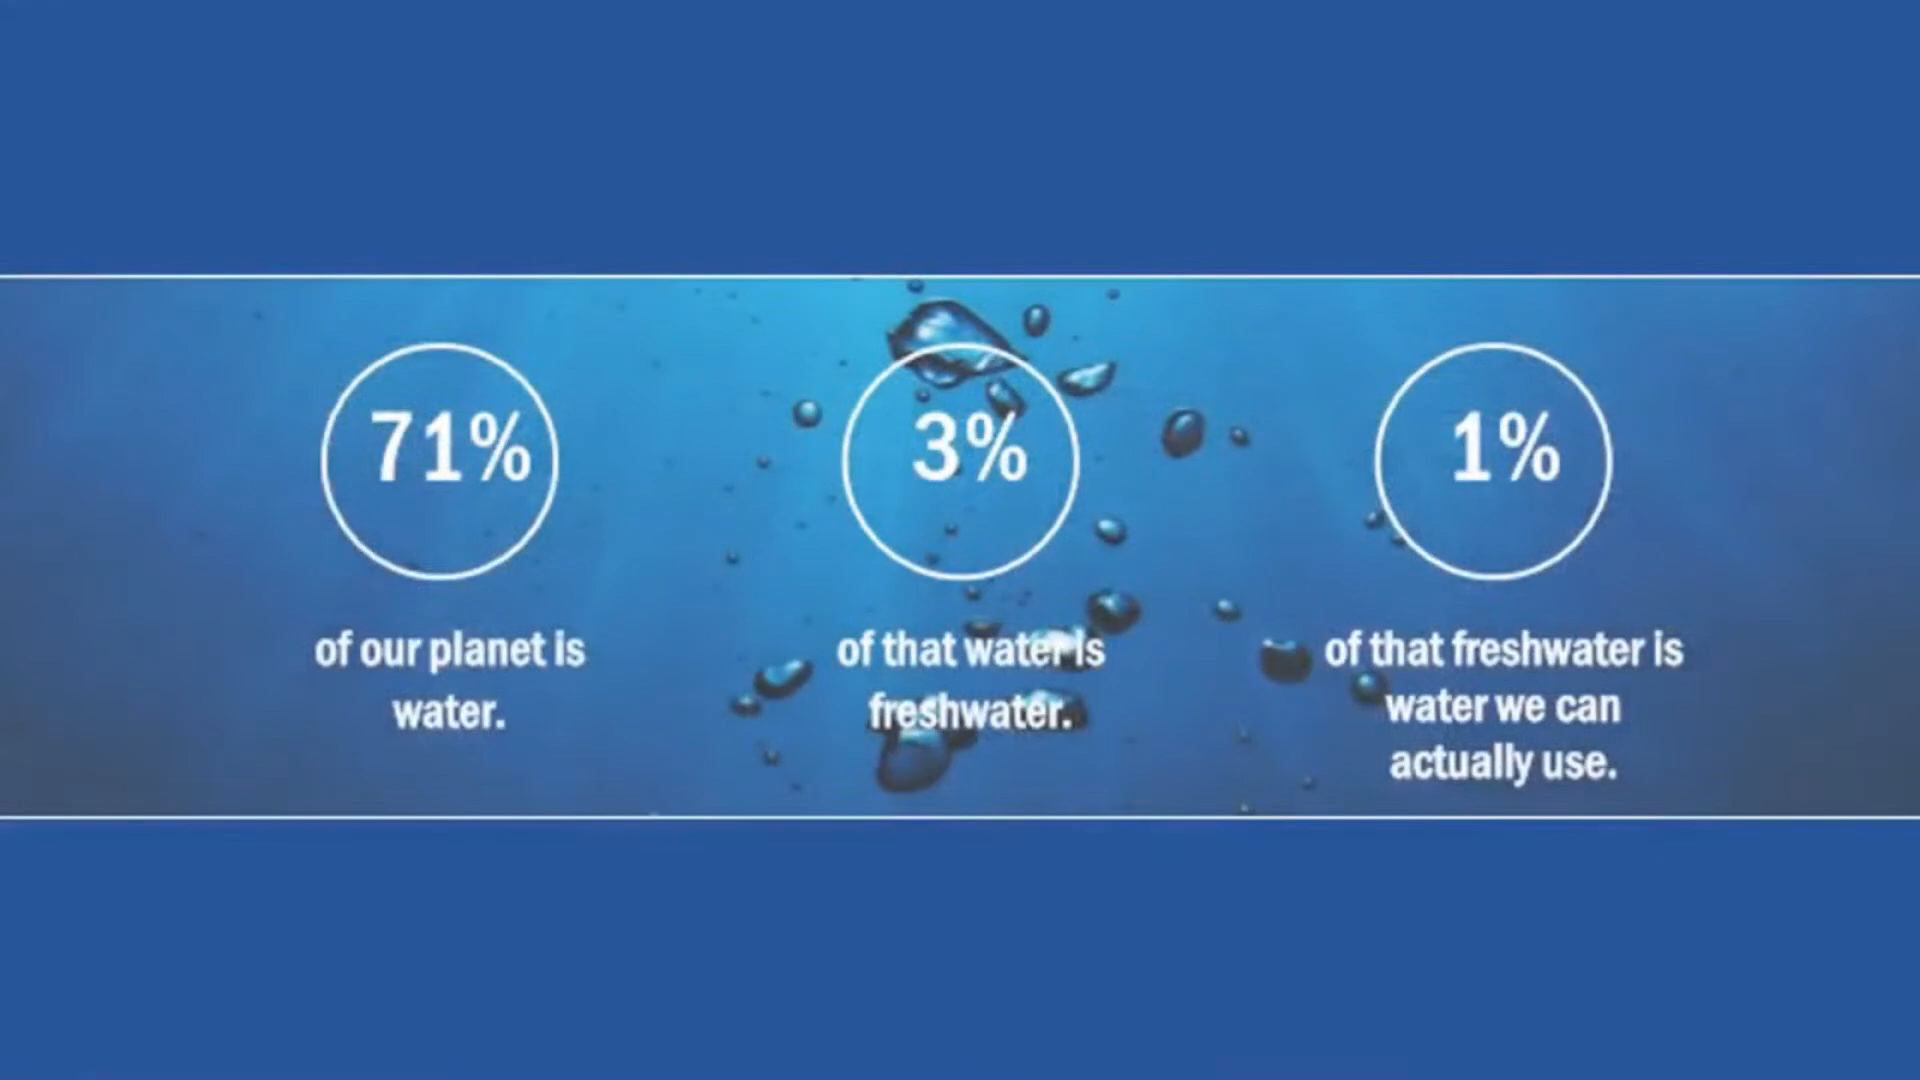 71%
of our planet is
water.
3%
of that water is
freshwater.
1%
of that freshwater is
water we can
actually use.